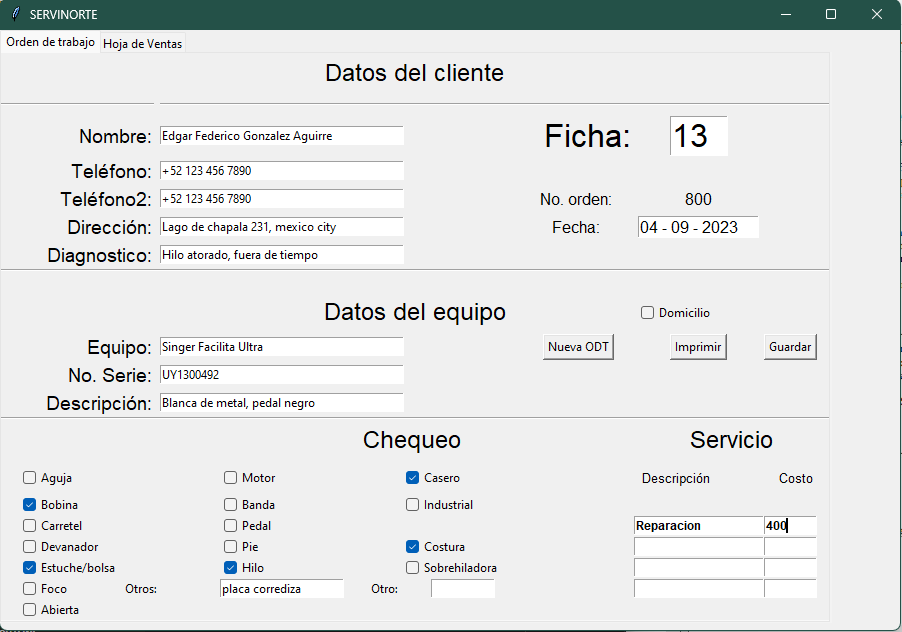 SERVINORTE
Orden de trabajo Hoja de Ventas
Datos del cliente
Nombre: Edgar Federico Gonzalez Aguirre
Ficha: 13
Teléfono: +52 123 456 7890
Teléfono2: +52 123 456 7890
No. orden: 800
Dirección: Lago de chapala 231, mexico city
Fecha: 04 - 09 - 2023
Diagnostico: Hilo atorado, fuera de tiempo
Datos del equipo
Domicilio
Equipo: Singer Facilita Ultra
Nueva ODT Imprimir Guardar
No. Serie: UY1300492
Descripción: Blanca de metal, pedal negro
Chequeo Servicio
Aguja Motor Casero Descripción Costo
Bobina Banda Industrial
Carretel Pedal Reparacion 400
Devanador Pie Costura
Estuche/bolsa Hilo Sobrehiladora
Foco Otros: placa corrediza Otro:
Abierta